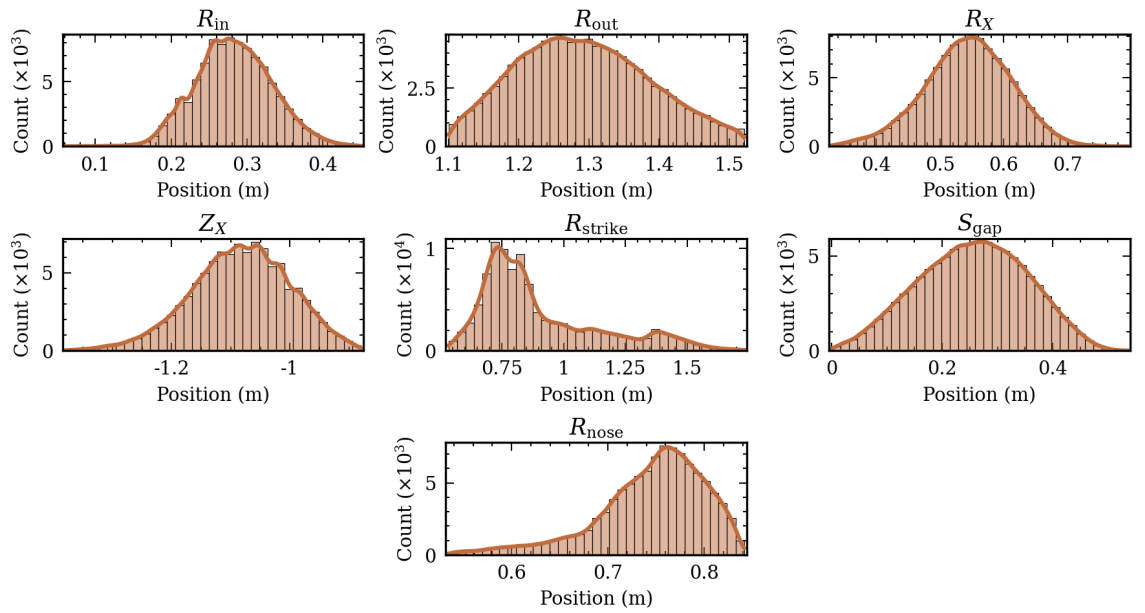 R_in
Count (×10³)
5
0
0.1 0.2 0.3 0.4
Position (m)
R_out
Count (×10³)
2.5
0
1.1 1.2 1.3 1.4 1.5
Position (m)
R_X
Count (×10³)
5
0
0.4 0.5 0.6 0.7
Position (m)
Z_X
Count (×10³)
5
0
-1.2 -1
Position (m)
R_strike
Count (×10⁴)
1
0
0.75 1 1.25 1.5
Position (m)
S_gap
Count (×10³)
5
0
0 0.2 0.4
Position (m)
R_nose
Count (×10³)
5
0
0.6 0.7 0.8
Position (m)